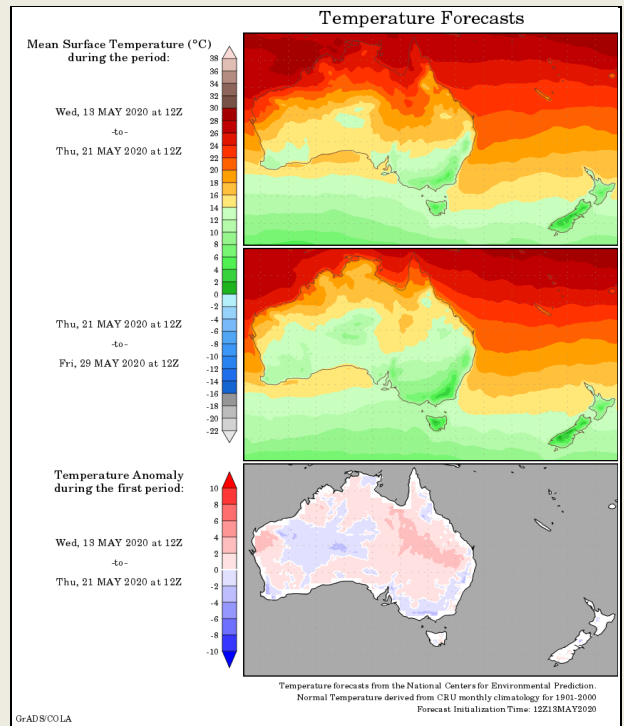 Temperature Forecasts
Mean Surface Temperature (°C)
during the period:
38
36
34
32
30
28
26
24
22
20
18
16
14
12
10
8
6
4
2
0
-2
-4
-6
-8
-10
-12
-14
-16
-18
-20
-22
Wed, 13 MAY 2020 at 12Z
-to-
Thu, 21 MAY 2020 at 12Z
Thu, 21 MAY 2020 at 12Z
-to-
Fri, 29 MAY 2020 at 12Z
Temperature Anomaly
during the first period:
10
8
6
4
2
0
-2
-4
-6
-8
-10
Wed, 13 MAY 2020 at 12Z
-to-
Thu, 21 MAY 2020 at 12Z
Temperature forecasts from the National Centers for Environmental Prediction.
Normal Temperature derived from CRU monthly climatology for 1901-2000
Forecast Initialization Time: 12Z13MAY2020
GrADS/COLA